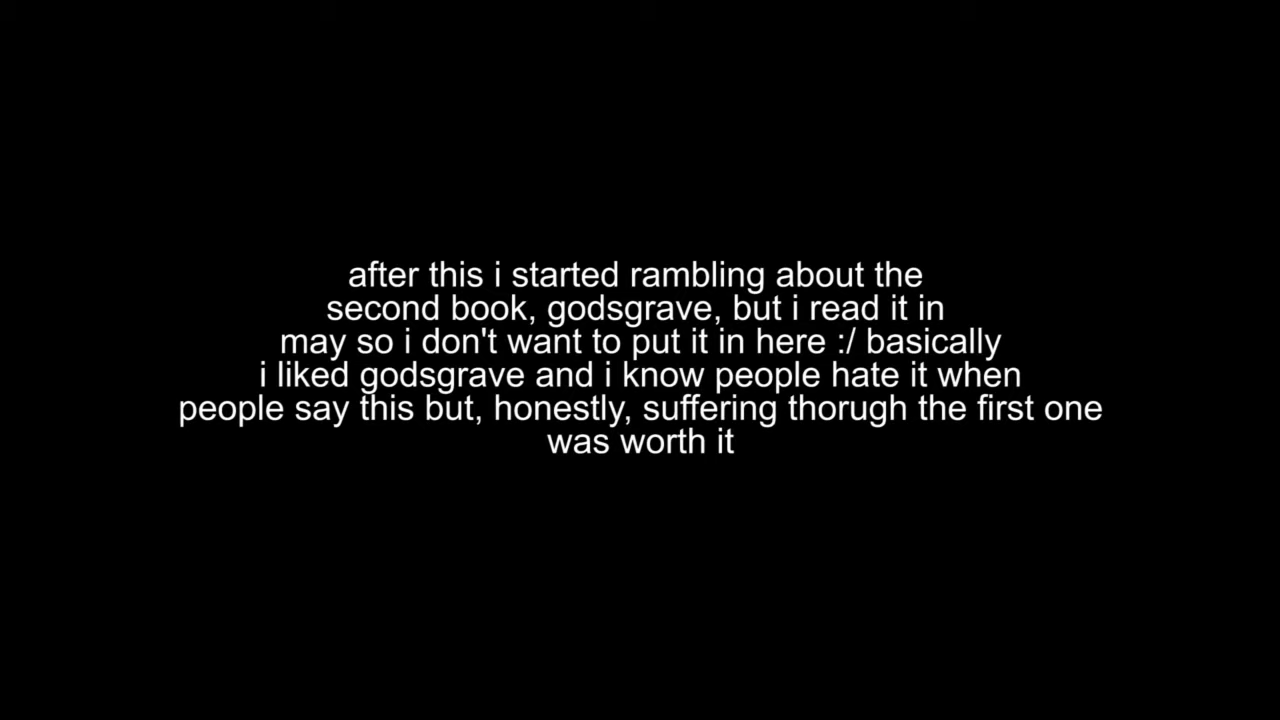 after this i started rambling about the
second book, godsgrave, but i read it in
may so i don't want to put it in here :/ basically
i liked godsgrave and i know people hate it when
people say this but, honestly, suffering thorugh the first one
was worth it